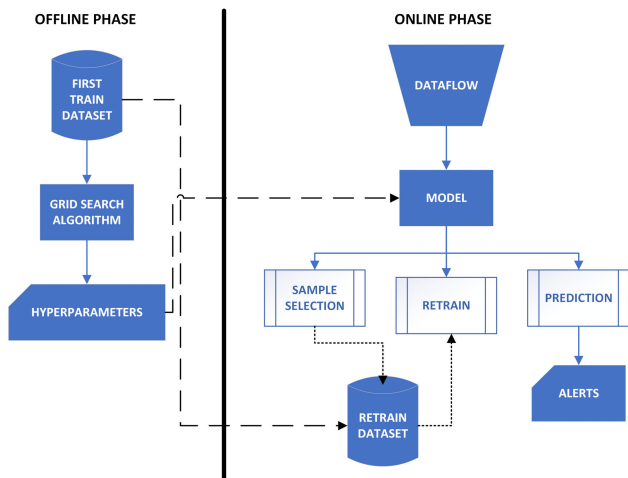 OFFLINE PHASE
FIRST
TRAIN
DATASET
GRID SEARCH
ALGORITHM
HYPERPARAMETERS
ONLINE PHASE
DATAFLOW
MODEL
SAMPLE
SELECTION
RETRAIN
PREDICTION
RETRAIN
DATASET
ALERTS